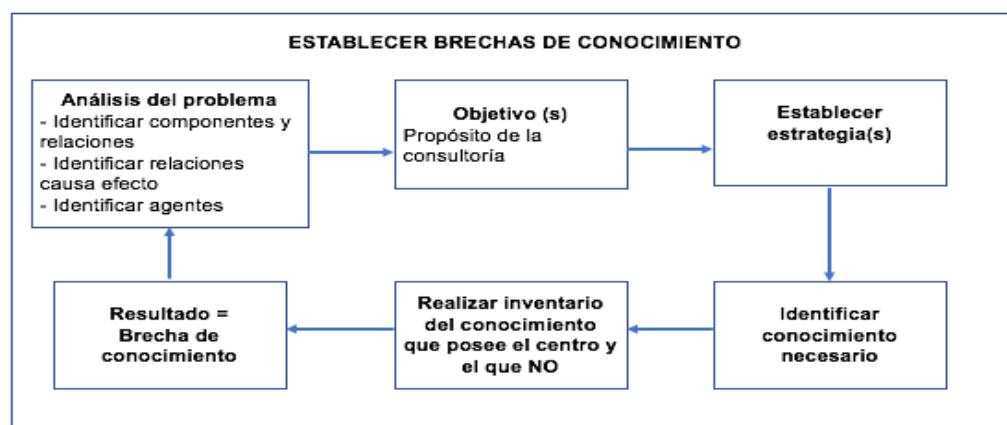 ESTABLECER BRECHAS DE CONOCIMIENTO
Análisis del problema
- Identificar componentes y
relaciones
- Identificar relaciones
causa efecto
- Identificar agentes
Objetivo (s)
Propósito de la
consultoría
Establecer
estrategia(s)
Identificar
conocimiento
necesario
Realizar inventario
del conocimiento
que posee el centro y
el que NO
Resultado =
Brecha de
conocimiento